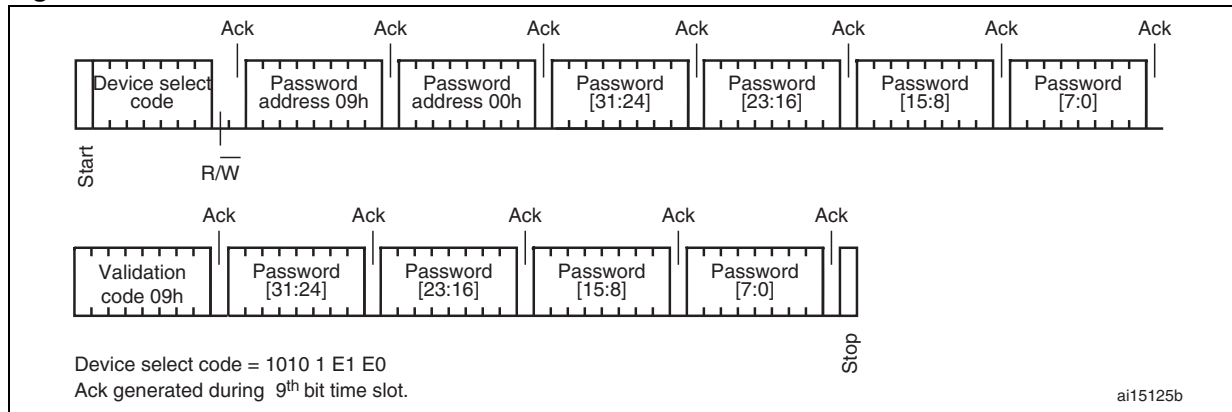 Ack Ack Ack Ack Ack Ack Ack
Device select code
Password address 09h
Password address 00h
Password [31:24]
Password [23:16]
Password [15:8]
Password [7:0]
Start
R/W̅
Ack Ack Ack Ack Ack
Validation code 09h
Password [31:24]
Password [23:16]
Password [15:8]
Password [7:0]
Stop
Device select code = 1010 1 E1 E0
Ack generated during 9th bit time slot.
ai15125b